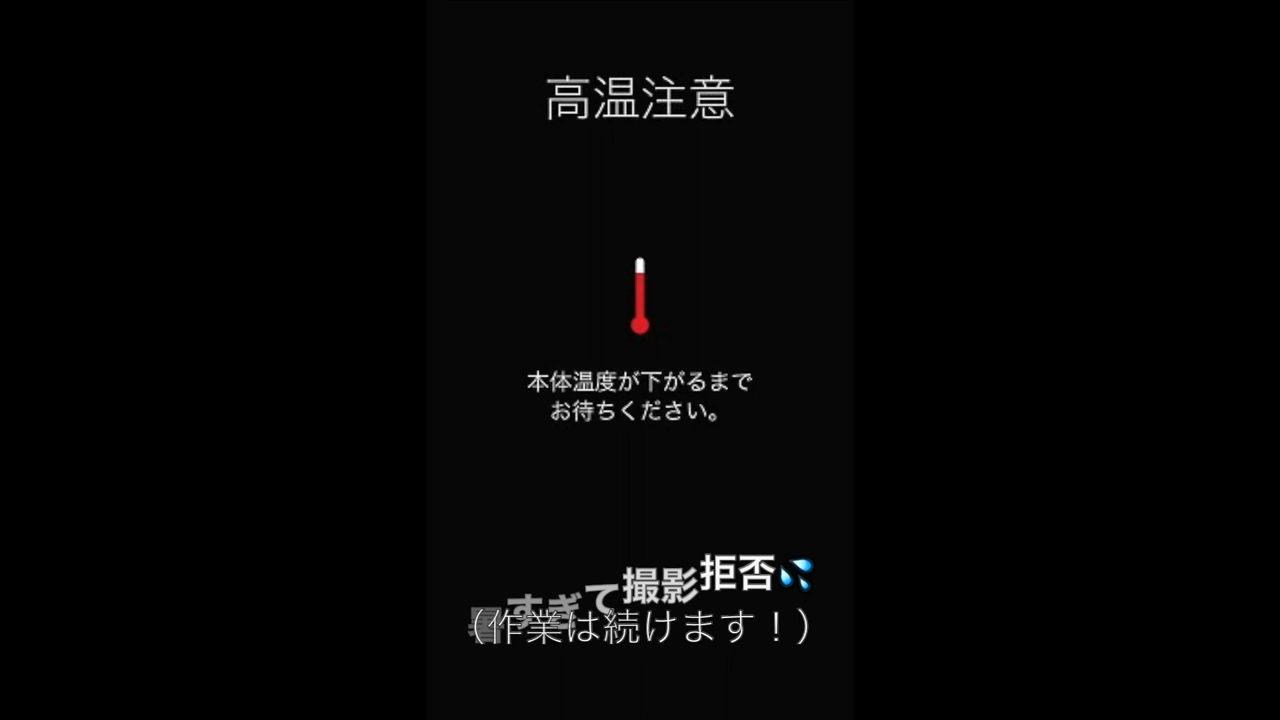 高温注意
本体温度が下がるまで
お待ちください。
暑すぎて撮影拒否💦
（作業は続けます！）